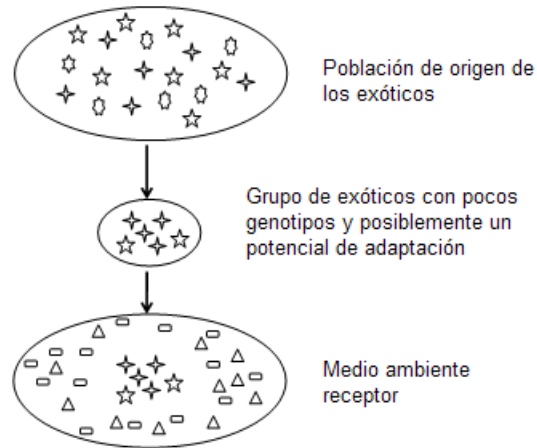 Población de origen de
los exóticos
Grupo de exóticos con pocos
genotipos y posiblemente un
potencial de adaptación
Medio ambiente
receptor